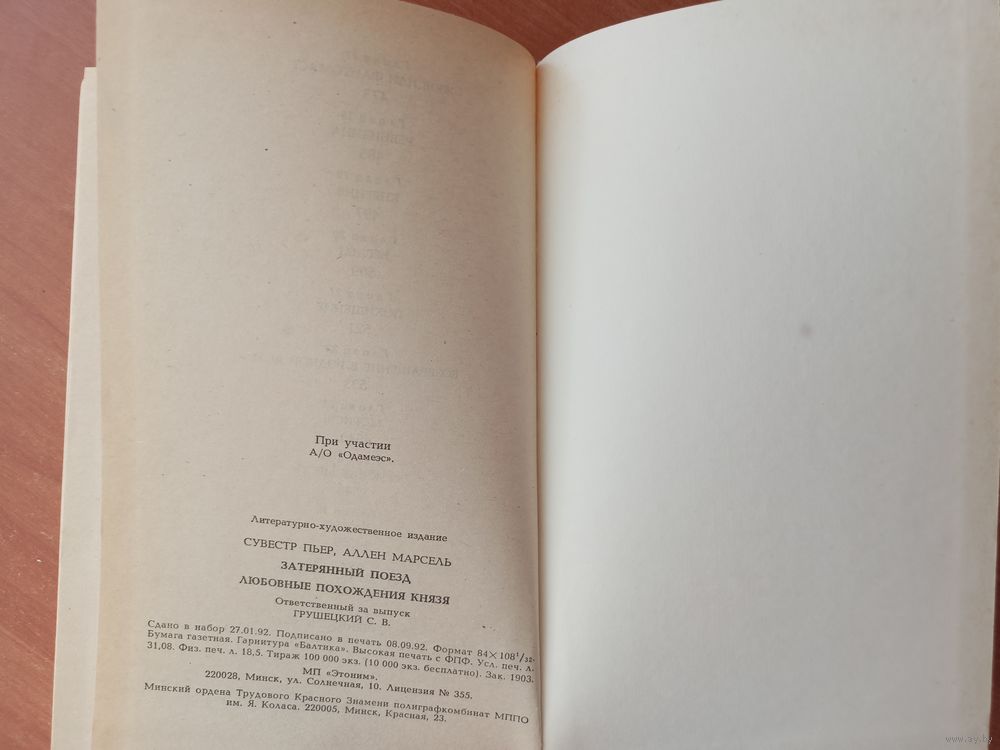 При участии
А/О «Одамеэс».
Литературно-художественное издание
СУВЕСТР ПЬЕР, АЛЛЕН МАРСЕЛЬ
ЗАТЕРЯННЫЙ ПОЕЗД
ЛЮБОВНЫЕ ПОХОЖДЕНИЯ КНЯЗЯ
Ответственный за выпуск
ГРУШЕЦКИЙ С. В.
Сдано в набор 27.01.92. Подписано в печать 08.09.92. Формат 84×108¹/₃₂.
Бумага газетная. Гарнитура «Балтика». Высокая печать с ФПФ. Усл. печ. л.
31,08. Физ. печ. л. 18,5. Тираж 100 000 экз. (10 000 экз. бесплатно). Зак. 1903.
МП «Этоним».
220028, Минск, ул. Солнечная, 10. Лицензия № 355.
Минский ордена Трудового Красного Знамени полиграфкомбинат МППО
им. Я. Коласа. 220005, Минск, Красная, 23.
www.ay.by